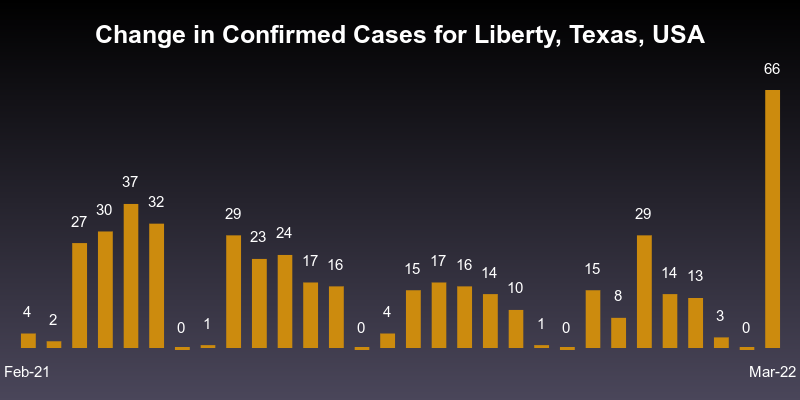 Change in Confirmed Cases for Liberty, Texas, USA
4 2 27 30 37 32 0 1 29 23 24 17 16 0 4 15 17 16 14 10 1 0 15 8 29 14 13 3 0 66
Feb-21 Mar-22